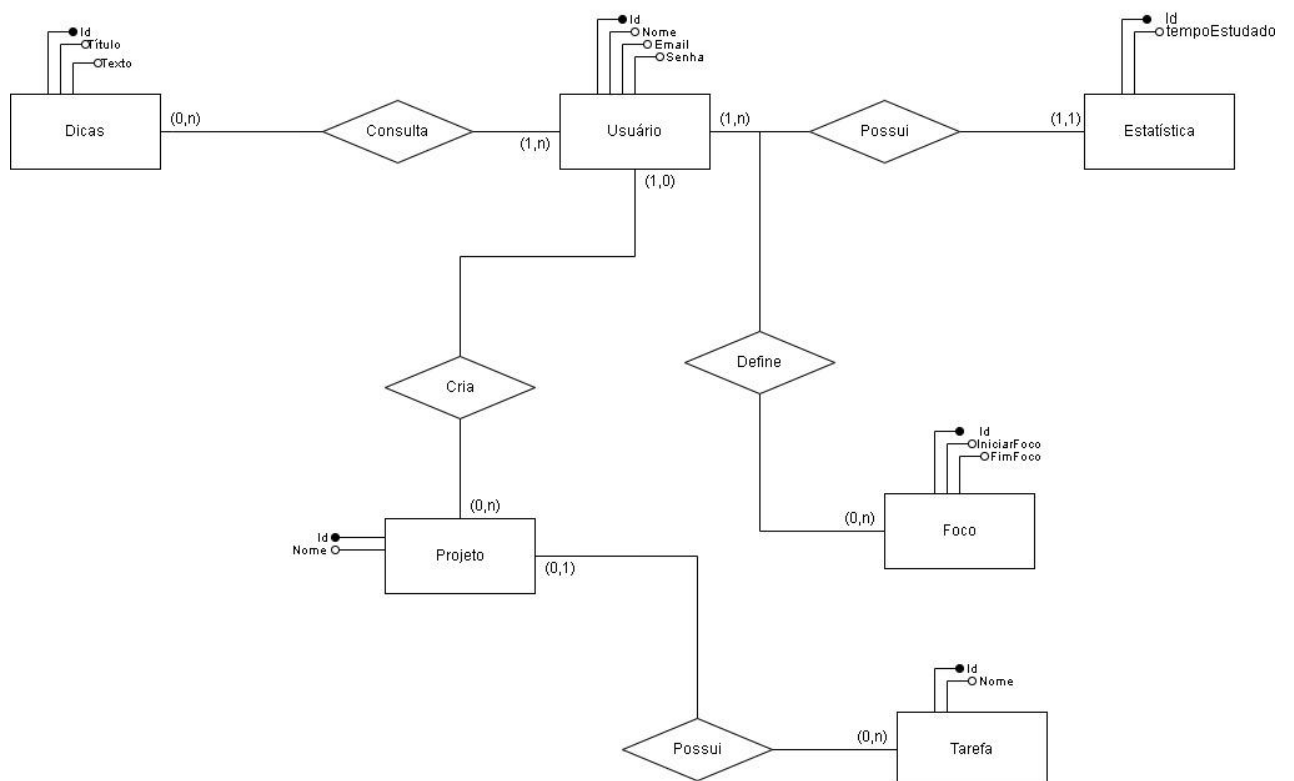 Id
Título
Texto
Dicas
(0,n)
Consulta
(1,n)
Id
Nome
Email
Senha
Usuário
(1,n)
(1,0)
Possui
(1,1)
Id
tempoEstudado
Estatística
Cria
Define
(0,n)
Id
Nome
Projeto
(0,1)
Id
IniciarFoco
FimFoco
(0,n)
Foco
Possui
(0,n)
Id
Nome
Tarefa